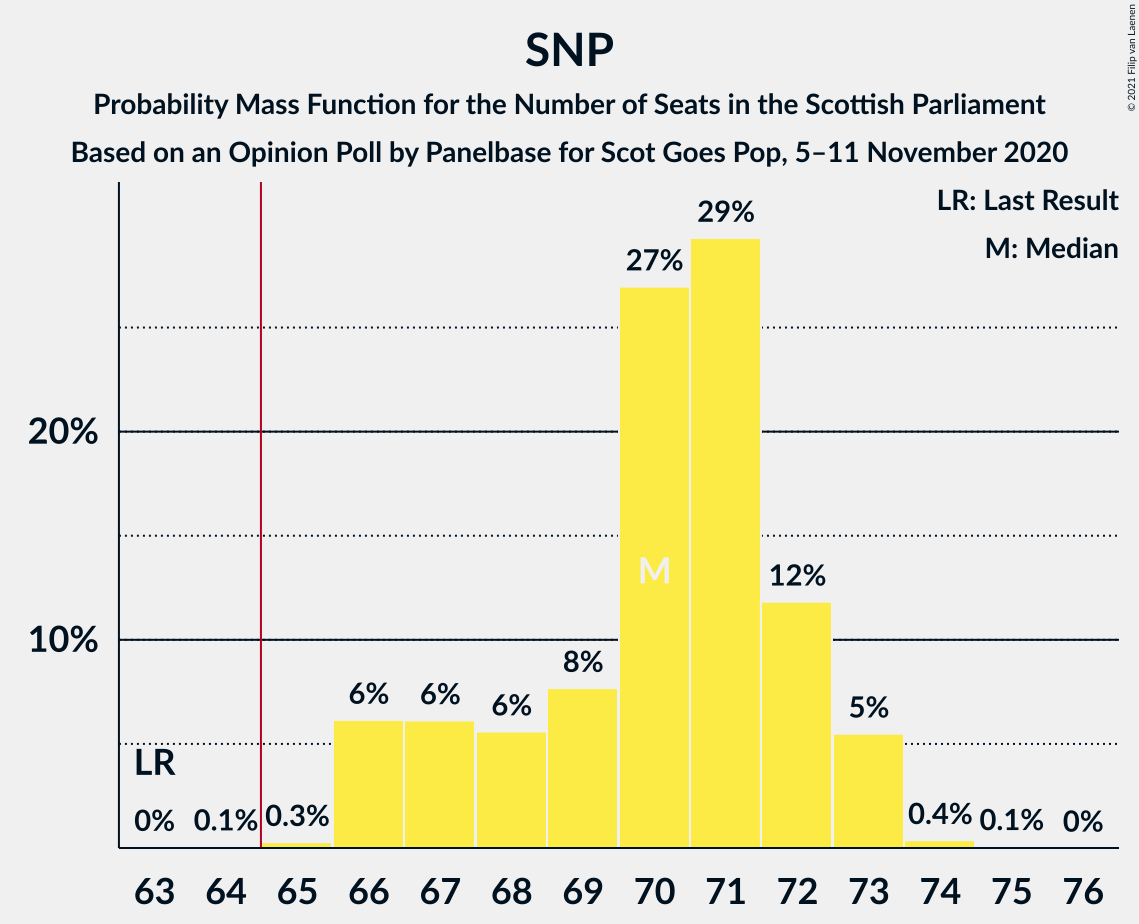 SNP
Probability Mass Function for the Number of Seats in the Scottish Parliament
Based on an Opinion Poll by Panelbase for Scot Goes Pop, 5–11 November 2020
© 2021 Filip van Laenen
LR: Last Result
M: Median
29%
27%
20%
M
12%
10%
8%
6% 6% 6% 5%
LR
0% 0.1% 0.3% 0.4% 0.1% 0%
63 64 65 66 67 68 69 70 71 72 73 74 75 76